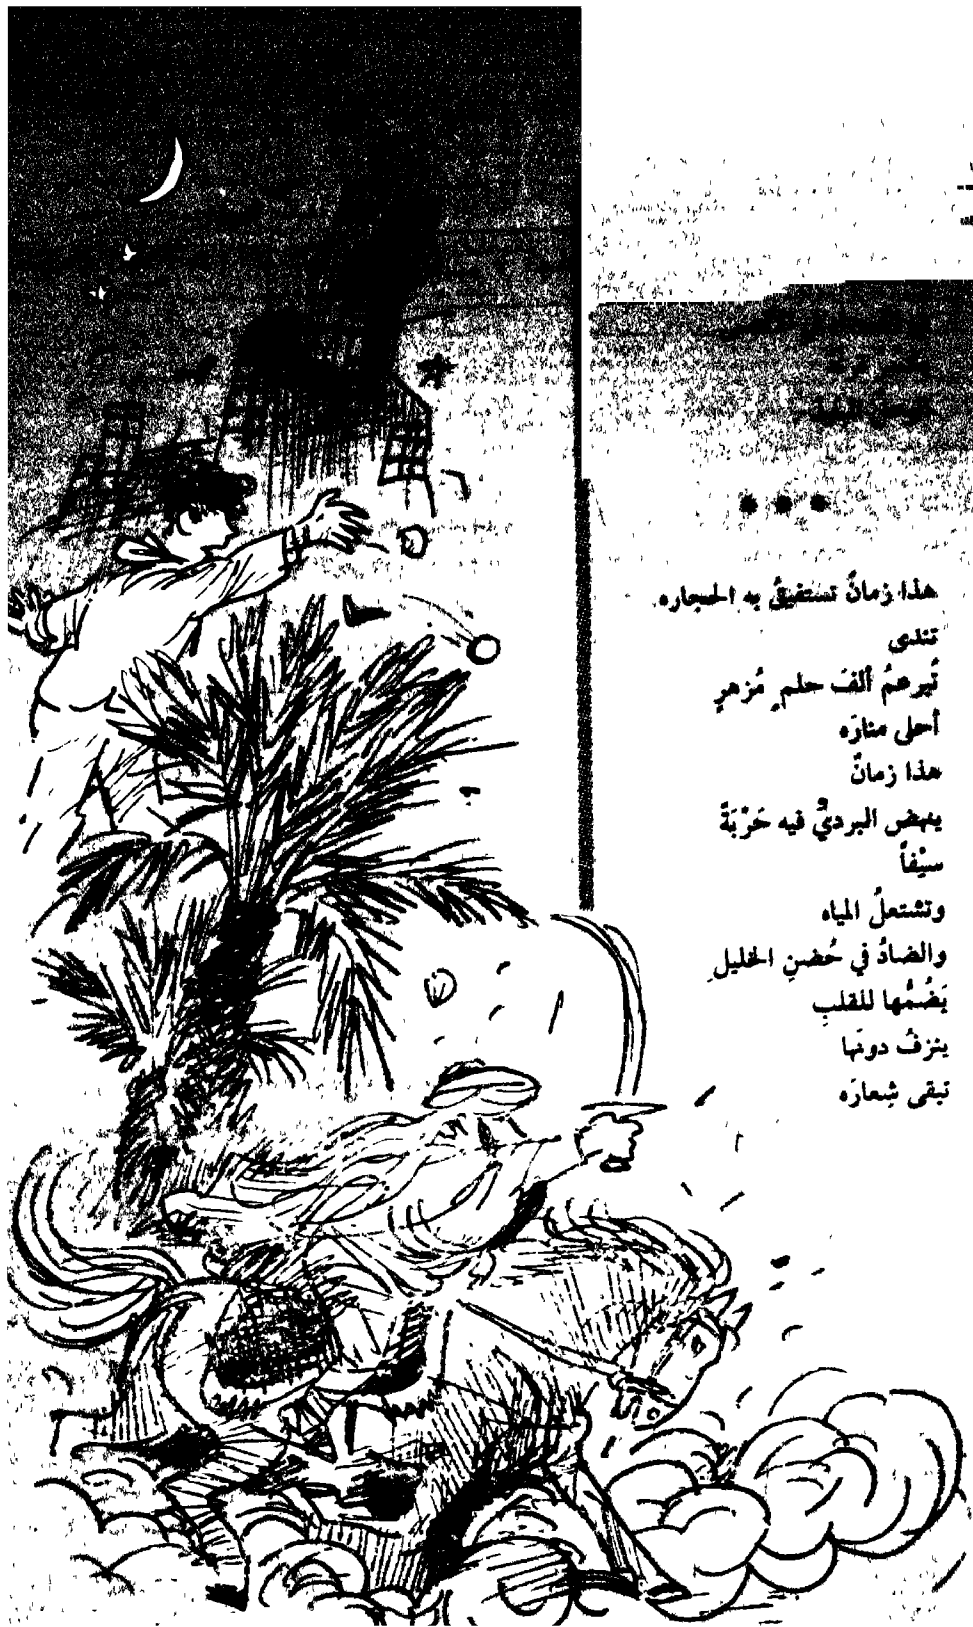 هذا زمانٌ تستفيقُ به الحجاره
تندى
تُبرعمُ ألفَ حلمٍ مُزهرٍ
أحلى منارَه
هذا زمانٌ
ينهض البرديُّ فيه حَرْبَةً
سيْفاً
وتشتعلُ المياه
والضادُ في حُضنِ الخليلِ
يَضُمُّها للقلبِ
ينزفُ دونَها
تبقى شِعارَه